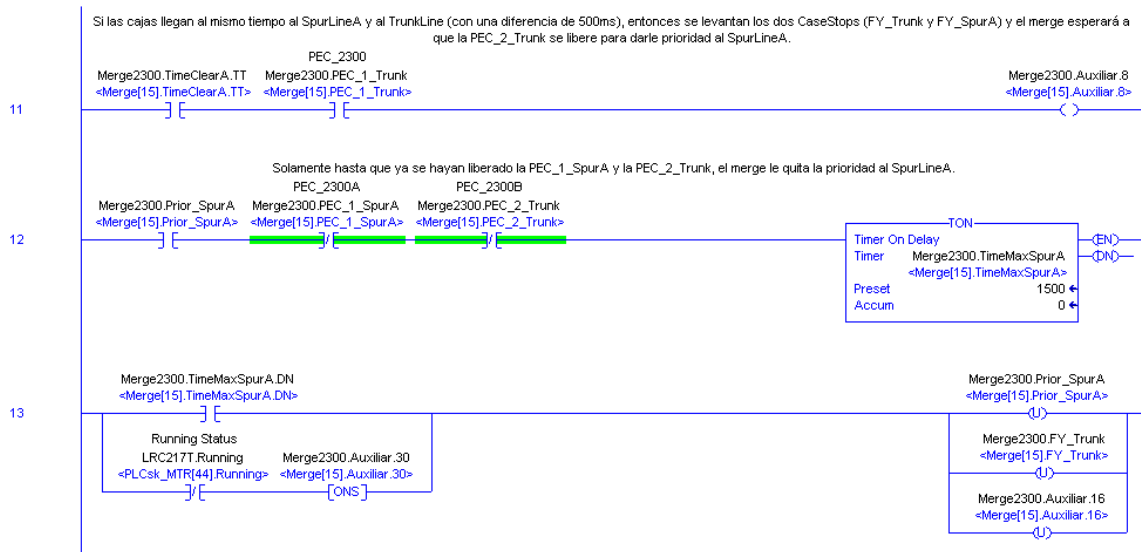 Si las cajas llegan al mismo tiempo al SpurLineA y al TrunkLine (con una diferencia de 500ms), entonces se levantan los dos CaseStops (FY_Trunk y FY_SpurA) y el merge esperará a
que la PEC_2_Trunk se libere para darle prioridad al SpurLineA.
PEC_2300
Merge2300.TimeClearA.TT Merge2300.PEC_1_Trunk Merge2300.Auxiliar.8
<Merge[15].TimeClearA.TT> <Merge[15].PEC_1_Trunk> <Merge[15].Auxiliar.8>
11
Solamente hasta que ya se hayan liberado la PEC_1_SpurA y la PEC_2_Trunk, el merge le quita la prioridad al SpurLineA.
PEC_2300A PEC_2300B
Merge2300.Prior_SpurA Merge2300.PEC_1_SpurA Merge2300.PEC_2_Trunk
<Merge[15].Prior_SpurA> <Merge[15].PEC_1_SpurA> <Merge[15].PEC_2_Trunk>
12
TON
Timer On Delay
Timer Merge2300.TimeMaxSpurA
<Merge[15].TimeMaxSpurA>
Preset 1500
Accum 0
EN
DN
Merge2300.TimeMaxSpurA.DN Merge2300.Prior_SpurA
<Merge[15].TimeMaxSpurA.DN> <Merge[15].Prior_SpurA>
13
U
Running Status
LRC217T.Running Merge2300.Auxiliar.30
<PLCsk_MTR[44].Running> <Merge[15].Auxiliar.30>
ONS
Merge2300.FY_Trunk
<Merge[15].FY_Trunk>
U
Merge2300.Auxiliar.16
<Merge[15].Auxiliar.16>
U